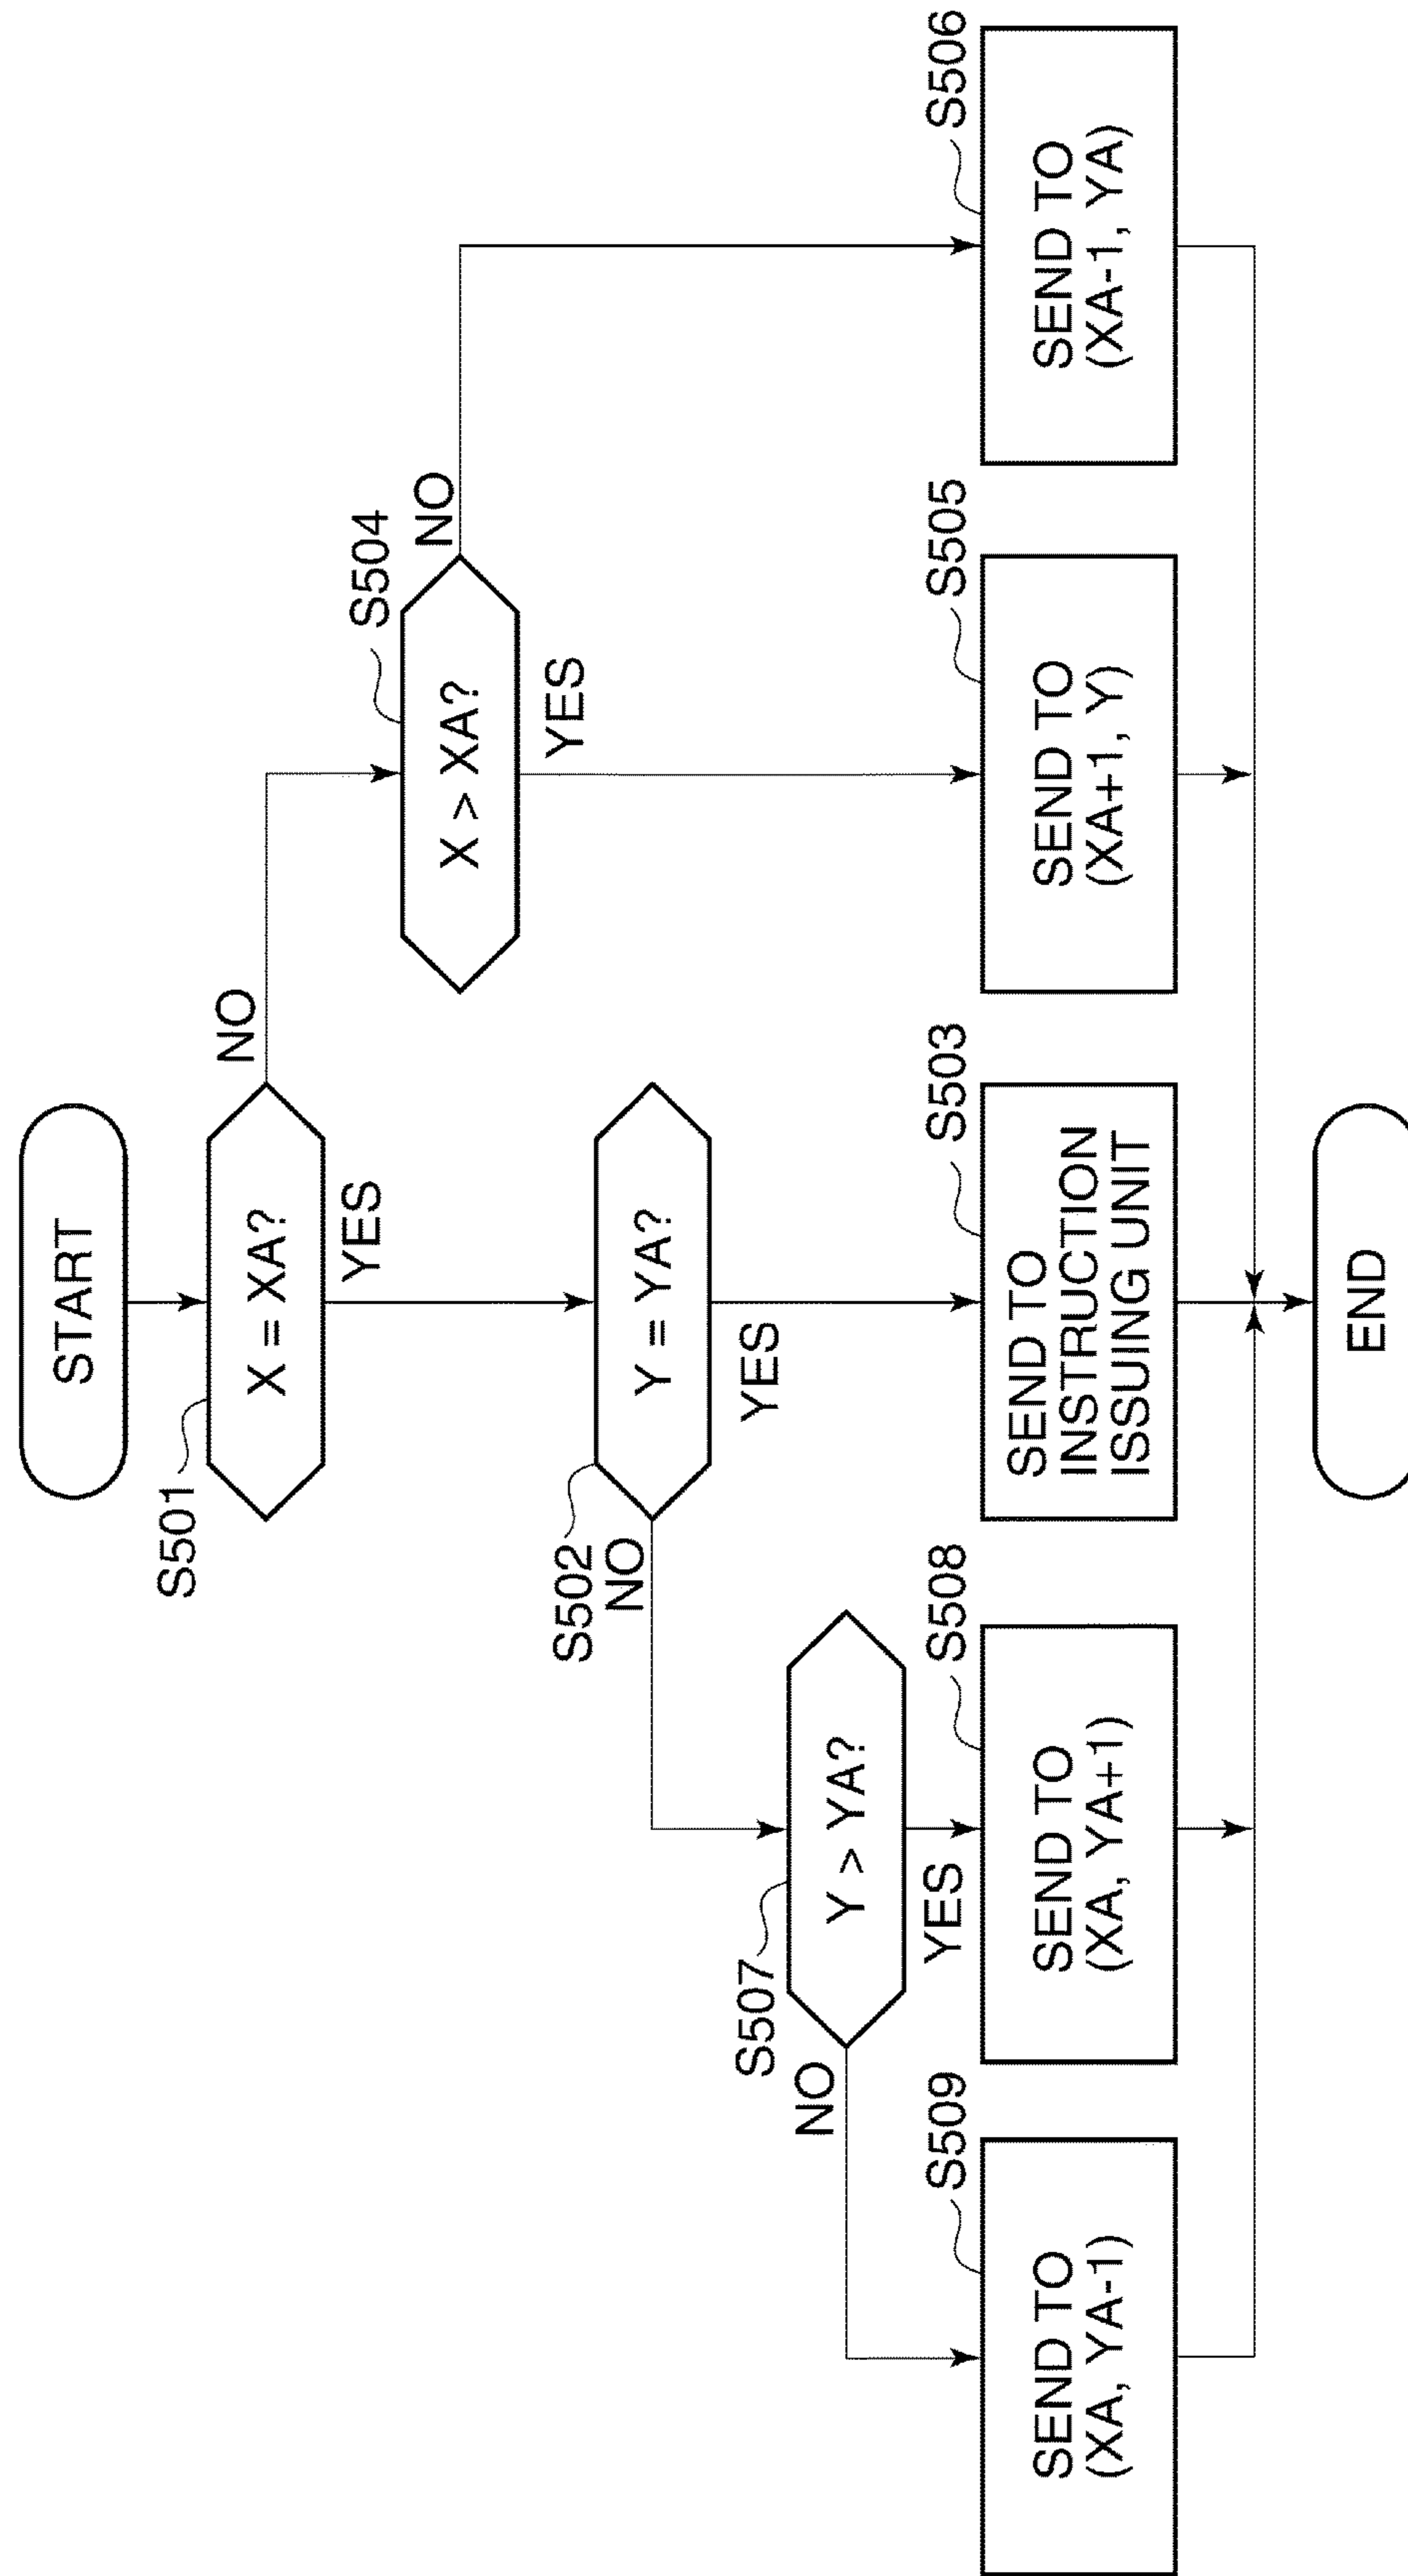 START
S501
X = XA?
NO
YES
S504
X > XA?
NO
YES
S502
NO
Y = YA?
YES
S507
Y > YA?
NO
YES
S509
SEND TO
(XA, YA-1)
S508
SEND TO
(XA, YA+1)
S503
SEND TO
INSTRUCTION
ISSUING UNIT
S505
SEND TO
(XA+1, Y)
S506
SEND TO
(XA-1, YA)
END